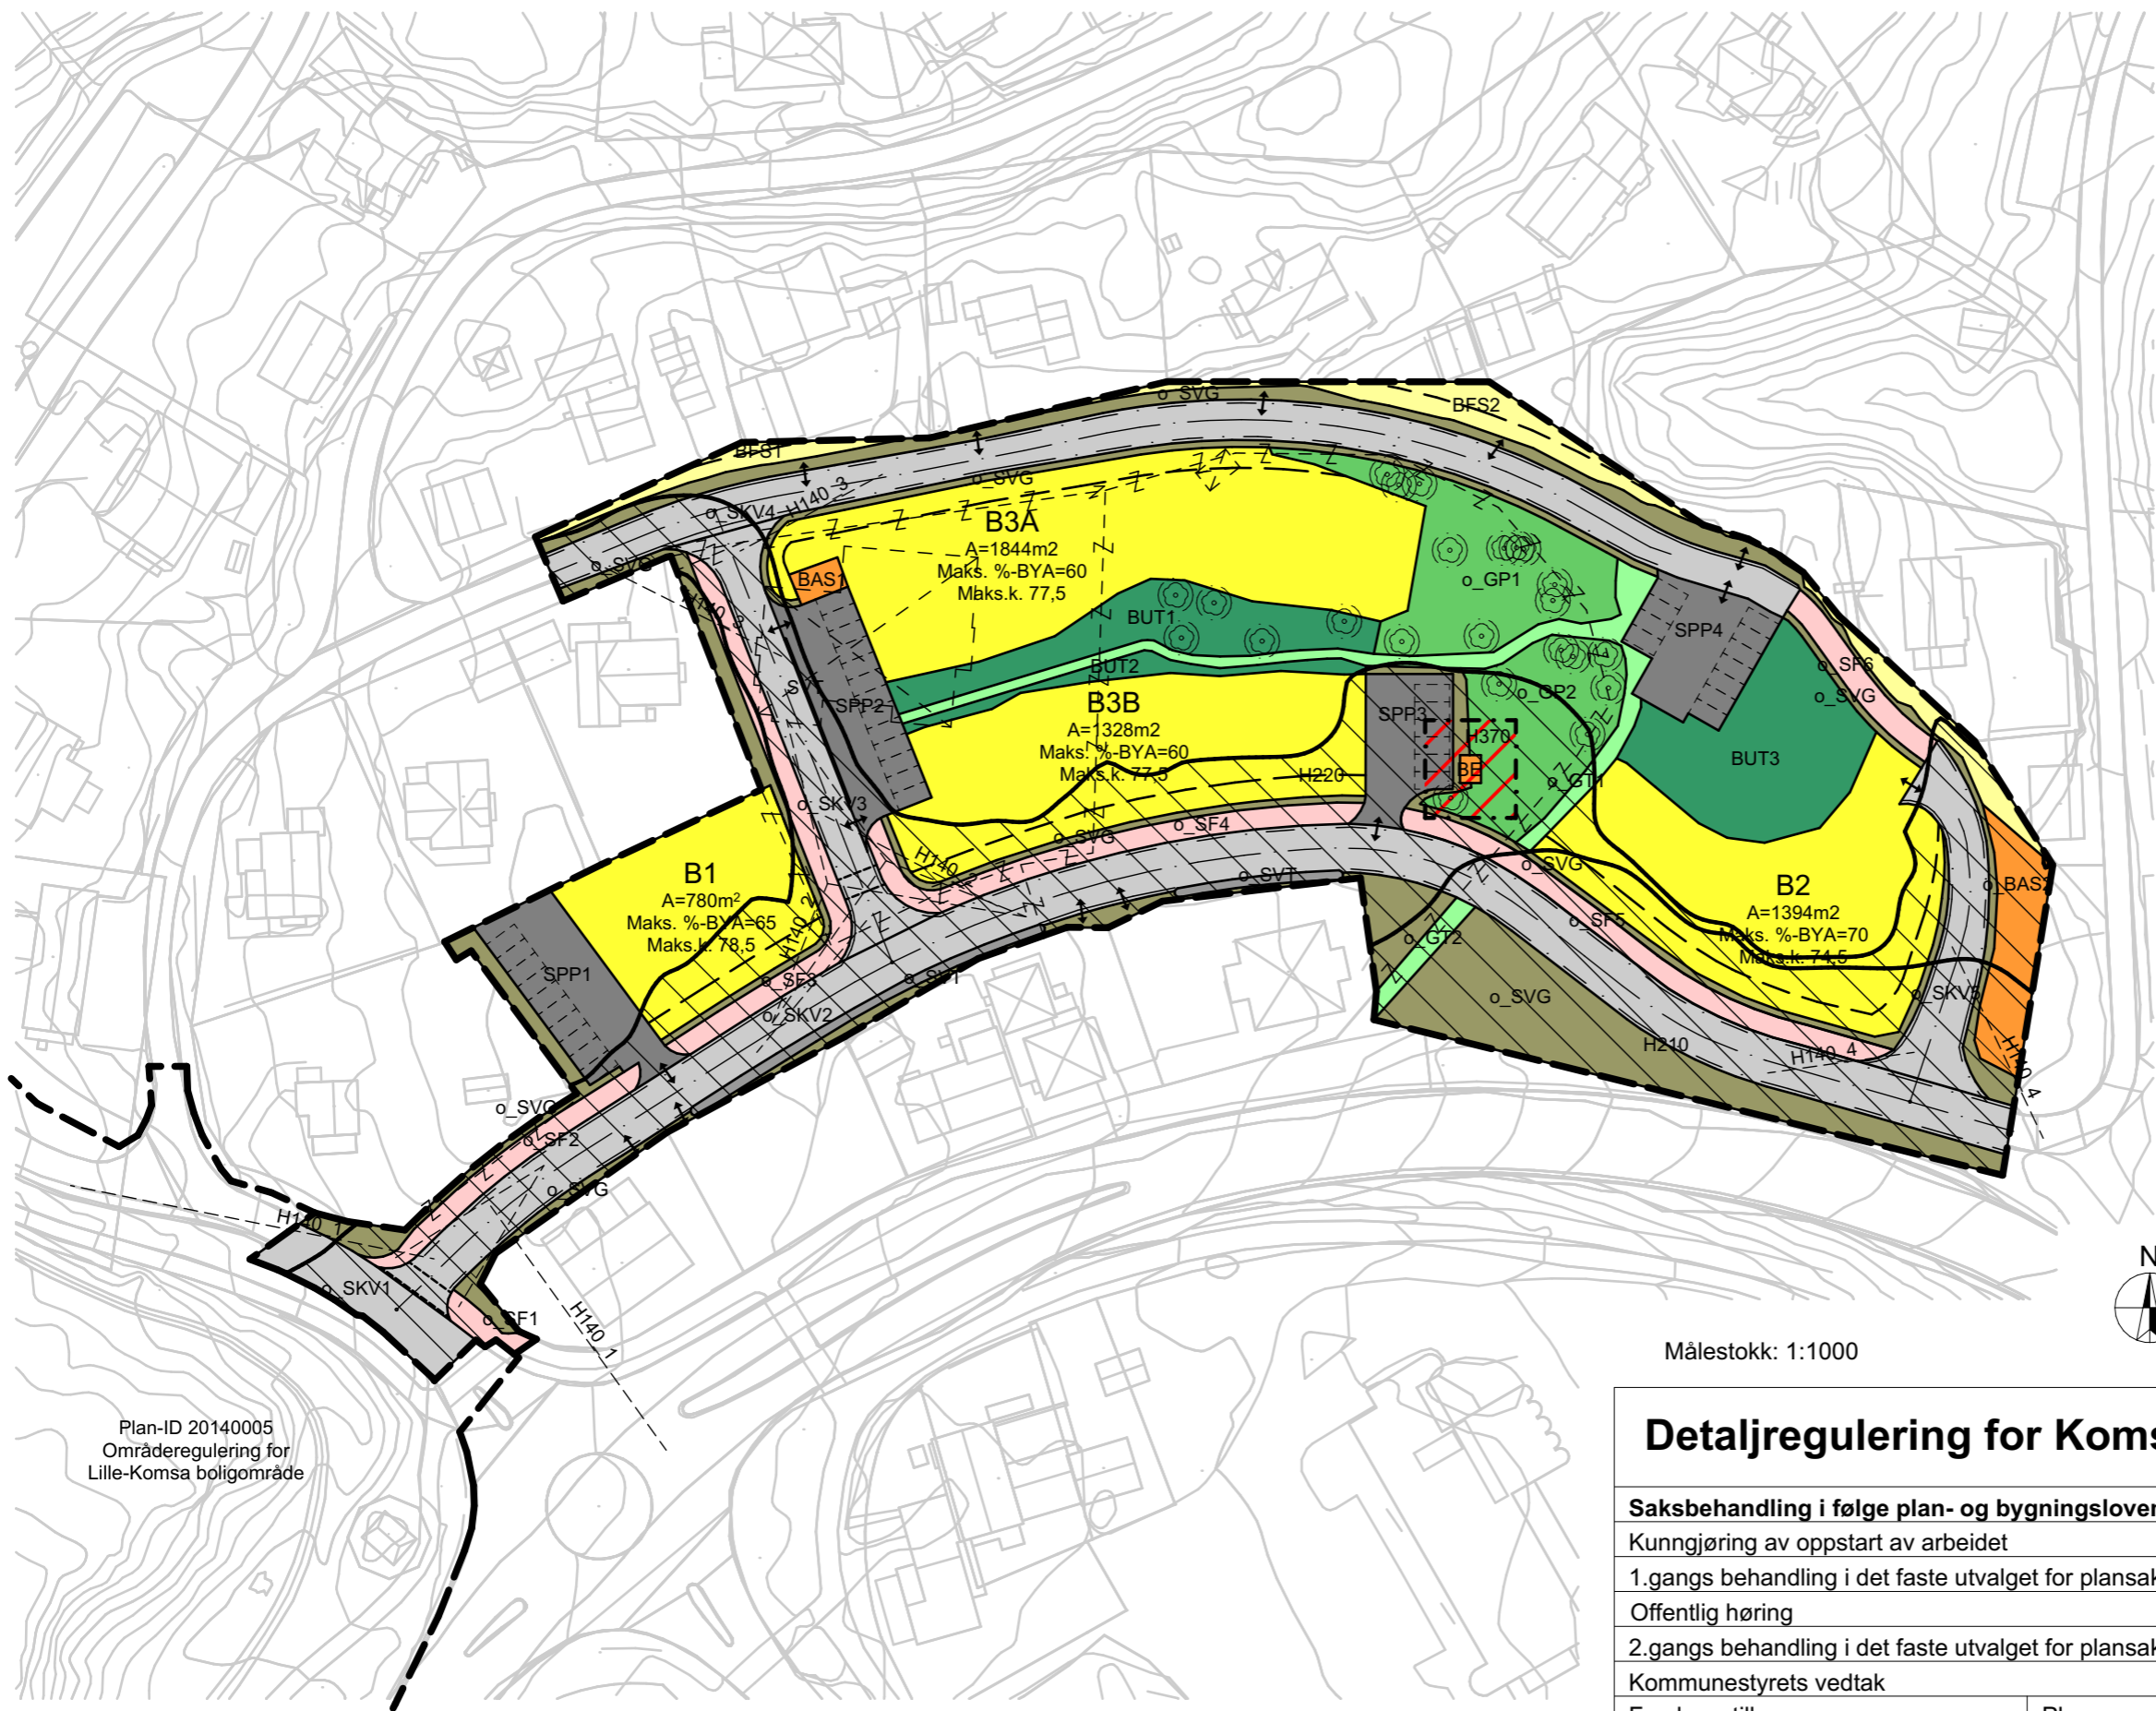 o_SVG
BFS2
BFS1
o_SVG
H140_3
o_SKV4
B3A
A=1844m2
Maks. %-BYA=60
Maks.k. 77,5
o_SVG
BAS1
o_GP1
H140_3
BUT1
SPP4
BUT2
o_SF6
SVT
o_GP2
o_SVG
SPP2
B3B
A=1328m2
Maks. %-BYA=60
Maks.k. 77,5
SPP3
H370
BUT3
BE
H220
o_GT1
o_SKV3
o_SF4
o_SVG
H140_2
o_SVG
B1
A=780m²
Maks. %-BYA=65
Maks.k. 78,5
o_SVT
B2
A=1394m2
Maks. %-BYA=70
Maks.k. 74,5
o_BAS2
o_SF5
H140_2
o_GT2
SPP1
o_SF3
o_SVT
o_SKV2
o_SVG
o_SKV5
H210
H140_4
H140_4
o_SVG
o_SF2
o_SVG
H140_1
o_SKV1
o_SF1
H140_1
N
Målestokk: 1:1000
Plan-ID 20140005
Områderegulering for
Lille-Komsa boligområde
Detaljregulering for Koms
Saksbehandling i følge plan- og bygningslover
Kunngjøring av oppstart av arbeidet
1.gangs behandling i det faste utvalget for plansak
Offentlig høring
2.gangs behandling i det faste utvalget for plansak
Kommunestyrets vedtak